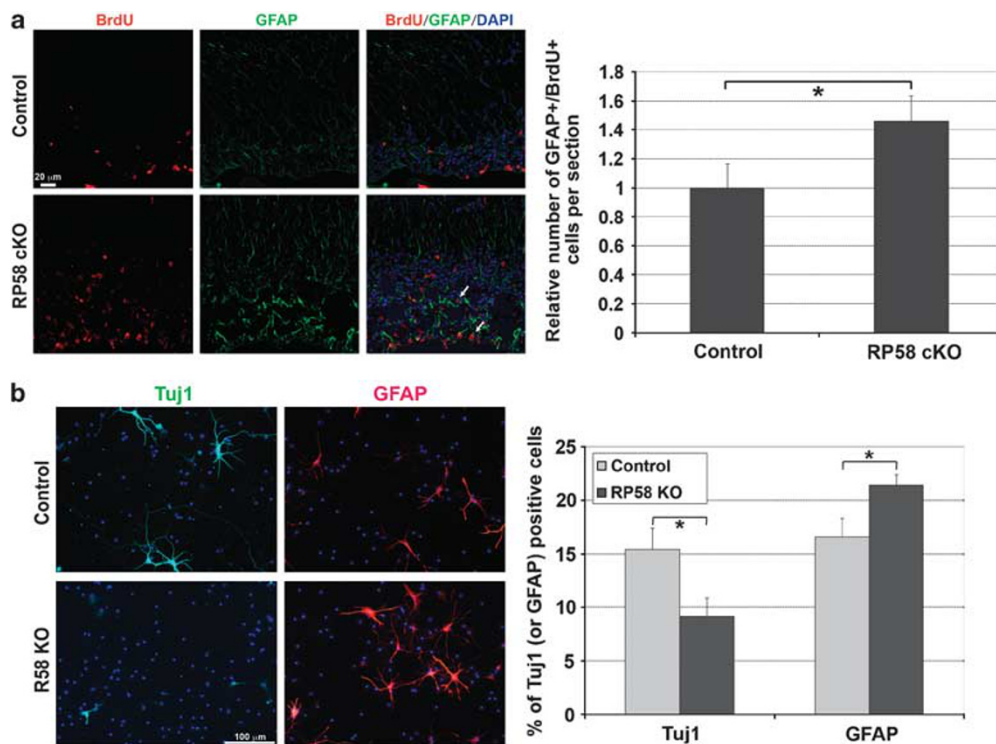 a
BrdU
GFAP
BrdU/GFAP/DAPI
Control
20 µm
RP58 cKO
Relative number of GFAP+/BrdU+
cells per section
1.8
1.6
1.4
1.2
1
0.8
0.6
0.4
0.2
0
*
Control
RP58 cKO
b
Tuj1
GFAP
Control
R58 KO
100 µm
% of Tuj1 (or GFAP) positive cells
25
20
15
10
5
0
Control
RP58 KO
*
*
Tuj1
GFAP